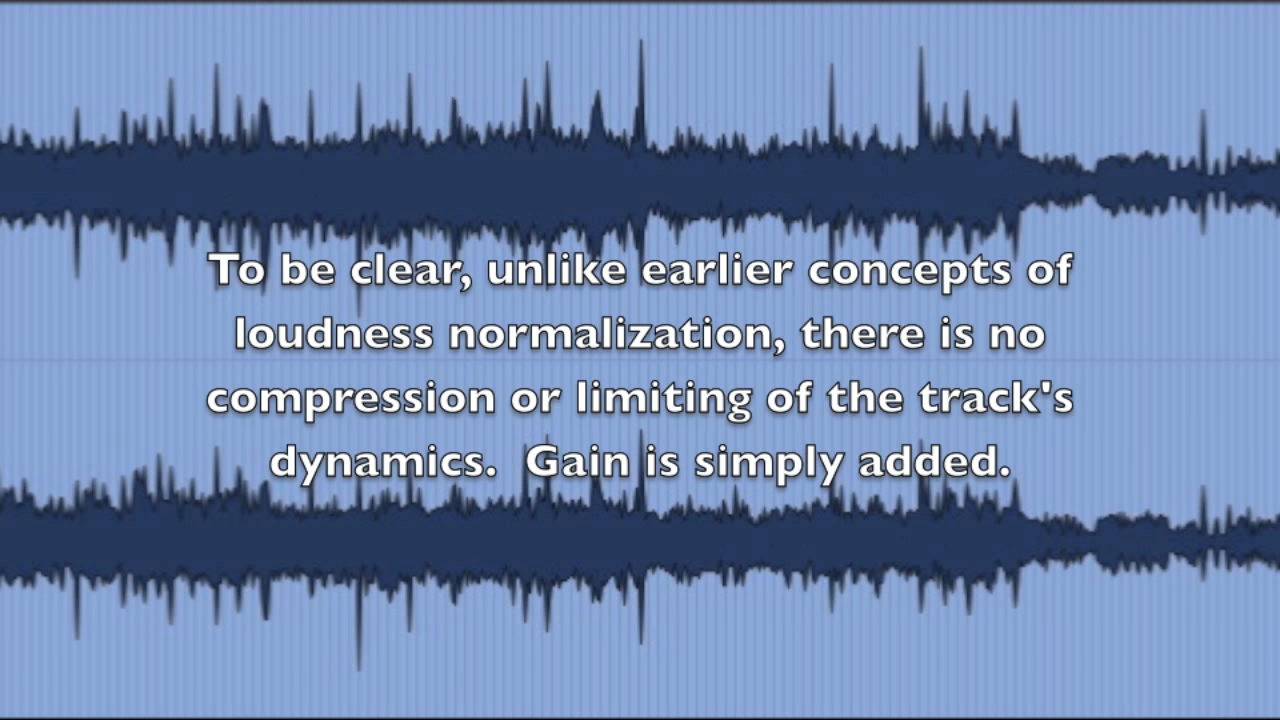 To be clear, unlike earlier concepts of
loudness normalization, there is no
compression or limiting of the track's
dynamics.  Gain is simply added.